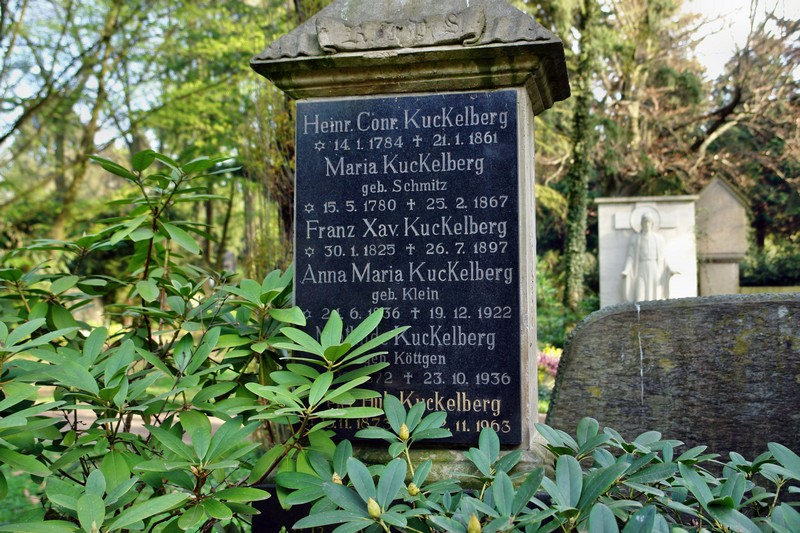 Heinr. Conr. Kuckelberg
✡ 14. 1. 1784 ✝ 21. 1. 1861
Maria Kuckelberg
geb. Schmitz
✡ 15. 5. 1780 ✝ 25. 2. 1867
Franz Xav. Kuckelberg
✡ 30. 1. 1825 ✝ 26. 7. 1897
Anna Maria Kuckelberg
geb. Klein
✝ 19. 12. 1922
Kuckelberg
geb. Köttgen
✝ 23. 10. 1936
Kuckelberg
11. 1963